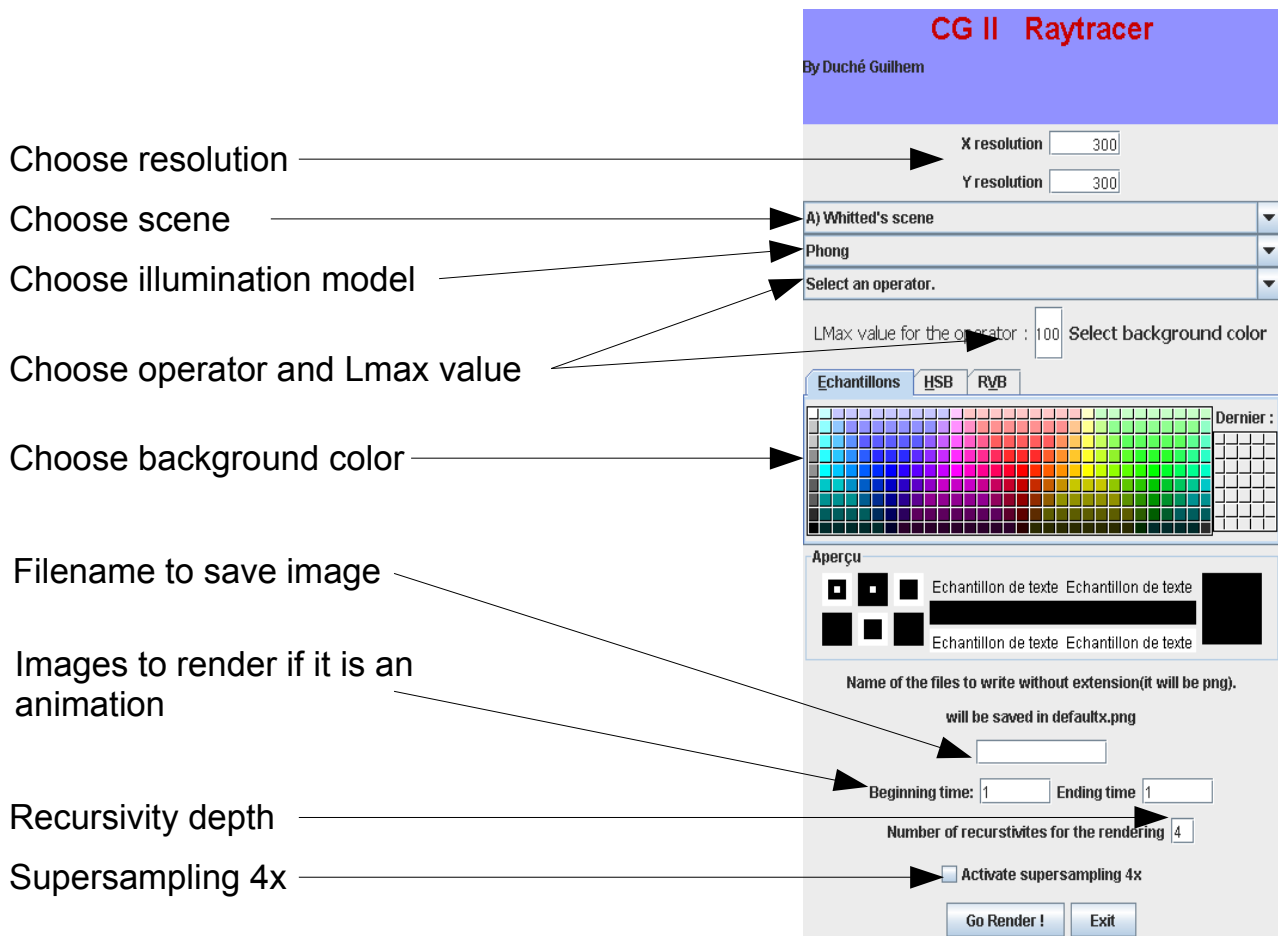 CG II Raytracer
By Duché Guilhem
Choose resolution
X resolution 300
Y resolution 300
Choose scene
A) Whitted's scene
Choose illumination model
Phong
Select an operator.
Choose operator and Lmax value
LMax value for the operator : 100 Select background color
Echantillons HSB RVB
Dernier :
Choose background color
Aperçu
Echantillon de texte Echantillon de texte
Echantillon de texte Echantillon de texte
Filename to save image
Images to render if it is an
animation
Name of the files to write without extension(it will be png).
will be saved in defaultx.png
Beginning time: 1 Ending time 1
Recursivity depth
Number of recurstivites for the rendering 4
Supersampling 4x
Activate supersampling 4x
Go Render ! Exit